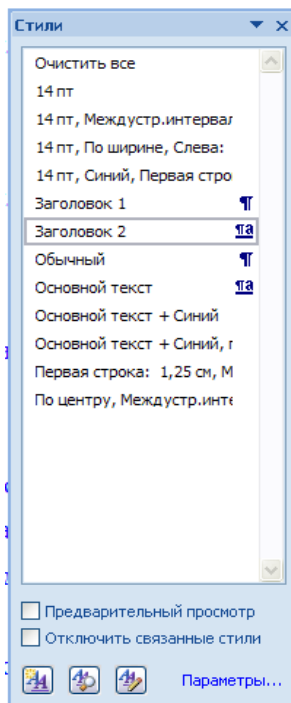 Стили
Очистить все
14 пт
14 пт, Междустр.интервал
14 пт, По ширине, Слева:
14 пт, Синий, Первая стро
Заголовок 1 ¶
Заголовок 2 ¶a
Обычный ¶
Основной текст ¶a
Основной текст + Синий
Основной текст + Синий, г
Первая строка: 1,25 см, М
По центру, Междустр.инте
Предварительный просмотр
Отключить связанные стили
Параметры...